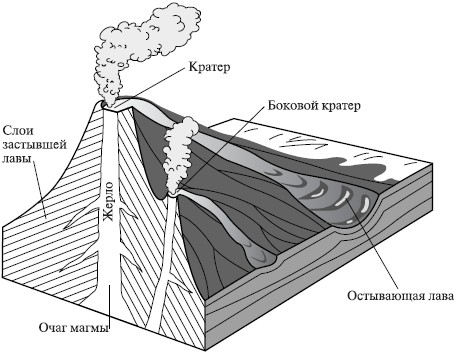 Кратер
Боковой кратер
Слои
застывшей
лавы
Жерло
Остывающая лава
Очаг магмы